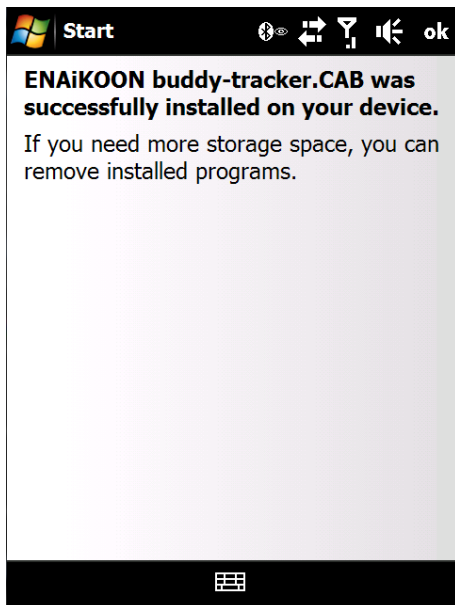 Start ok
ENAiKOON buddy-tracker.CAB was
successfully installed on your device.
If you need more storage space, you can
remove installed programs.